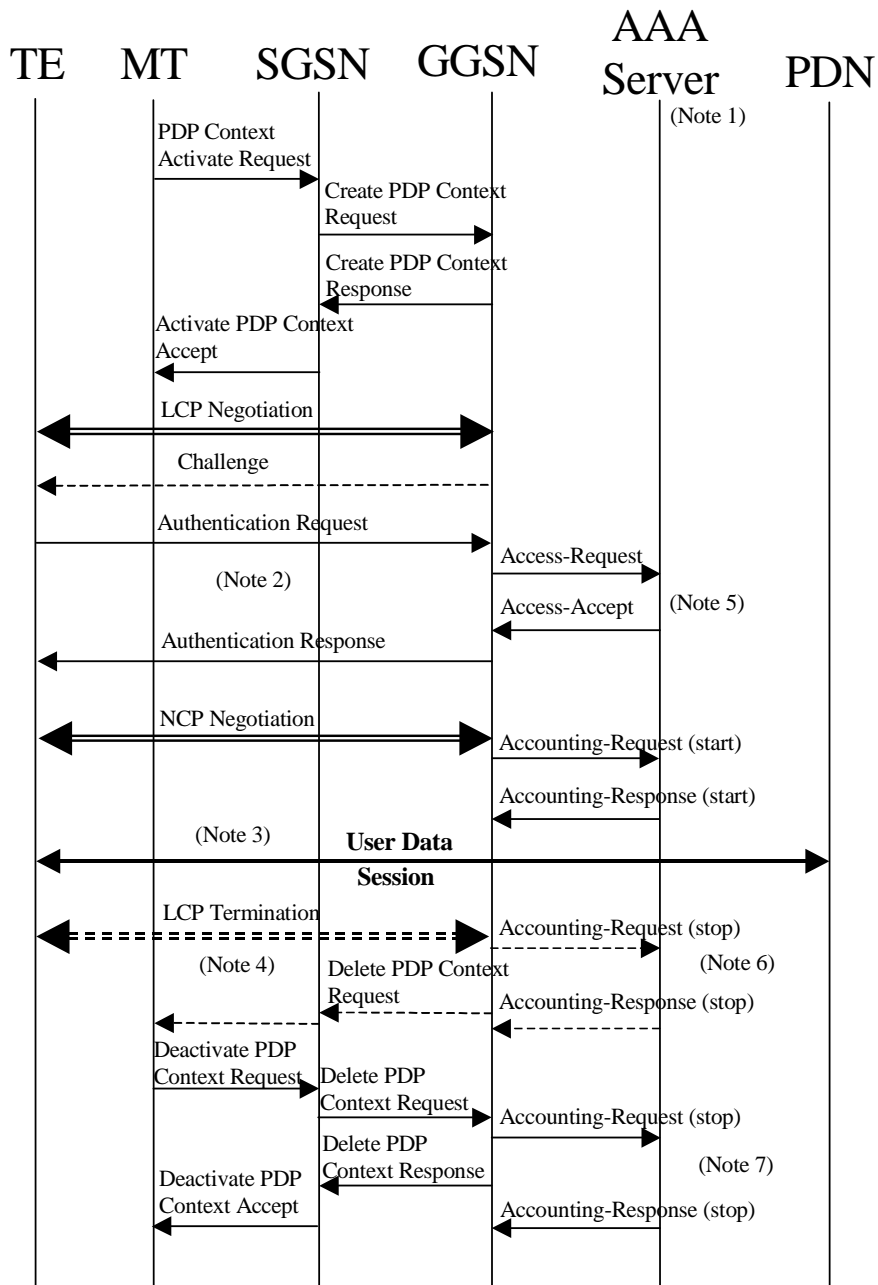 TE MT SGSN GGSN AAA Server PDN
(Note 1)
PDP Context
Activate Request
Create PDP Context
Request
Create PDP Context
Response
Activate PDP Context
Accept
LCP Negotiation
Challenge
Authentication Request
Access-Request
(Note 2)
Access-Accept
(Note 5)
Authentication Response
NCP Negotiation
Accounting-Request (start)
Accounting-Response (start)
(Note 3)
User Data
Session
LCP Termination
Accounting-Request (stop)
(Note 4)
(Note 6)
Delete PDP Context
Request
Accounting-Response (stop)
Deactivate PDP
Context Request
Delete PDP
Context Request
Accounting-Request (stop)
Delete PDP
Context Response
(Note 7)
Deactivate PDP
Context Accept
Accounting-Response (stop)